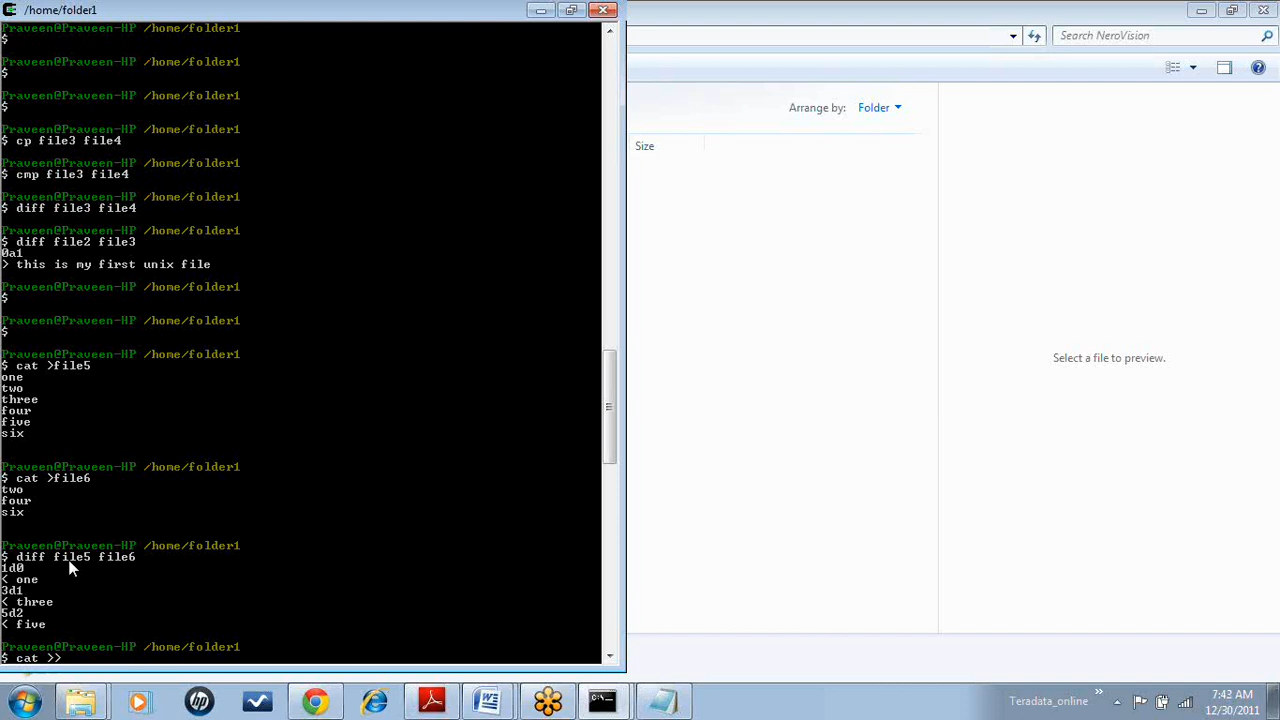 /home/folder1
Praveen@Praveen-HP /home/folder1
$
Praveen@Praveen-HP /home/folder1
$
Praveen@Praveen-HP /home/folder1
$
Praveen@Praveen-HP /home/folder1
$ cp file3 file4
Praveen@Praveen-HP /home/folder1
$ cmp file3 file4
Praveen@Praveen-HP /home/folder1
$ diff file3 file4
Praveen@Praveen-HP /home/folder1
$ diff file2 file3
0a1
> this is my first unix file
Praveen@Praveen-HP /home/folder1
$
Praveen@Praveen-HP /home/folder1
$
Praveen@Praveen-HP /home/folder1
$ cat >file5
one
two
three
four
five
six
Praveen@Praveen-HP /home/folder1
$ cat >file6
two
four
six
Praveen@Praveen-HP /home/folder1
$ diff file5 file6
1d0
< one
3d1
< three
5d2
< five
Praveen@Praveen-HP /home/folder1
$ cat >>
Search NeroVision
Arrange by: Folder
Size
Select a file to preview.
hp
C:\.
Teradata_online
7:42 AM
12/30/2011